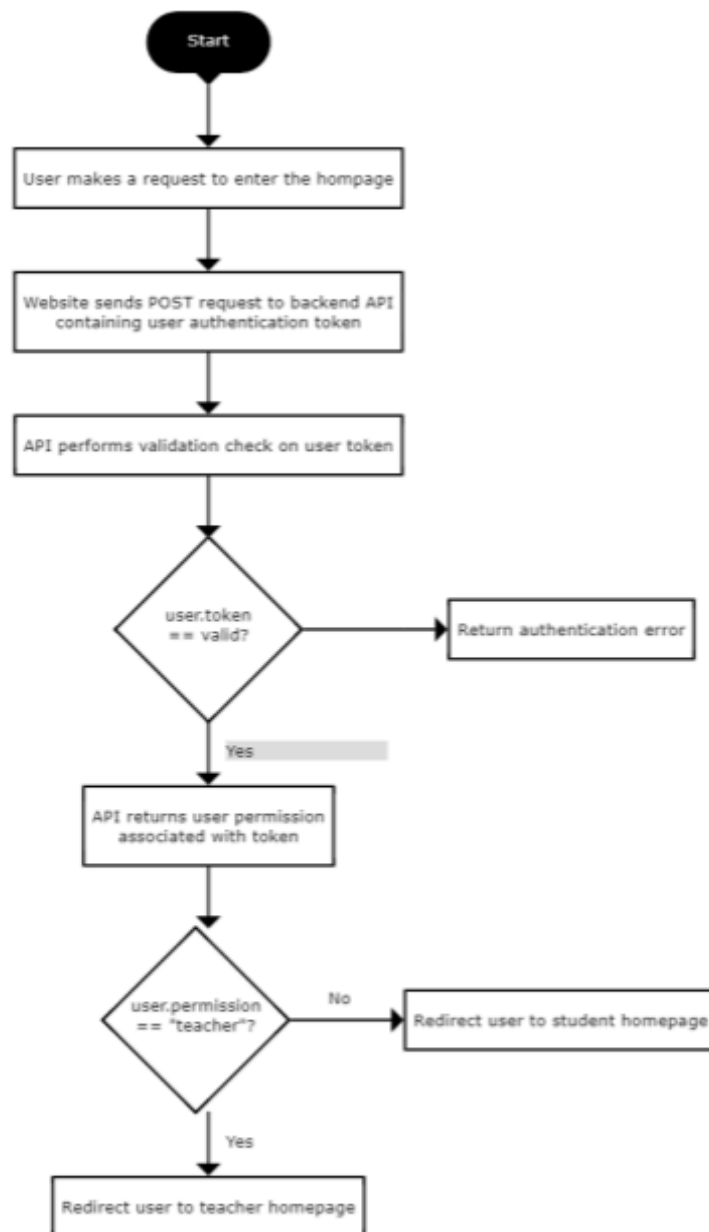 Start
User makes a request to enter the hompage
Website sends POST request to backend API
containing user authentication token
API performs validation check on user token
user.token
== valid?
Return authentication error
Yes
API returns user permission
associated with token
user.permission
== "teacher"?
No
Redirect user to student homepage
Yes
Redirect user to teacher homepage